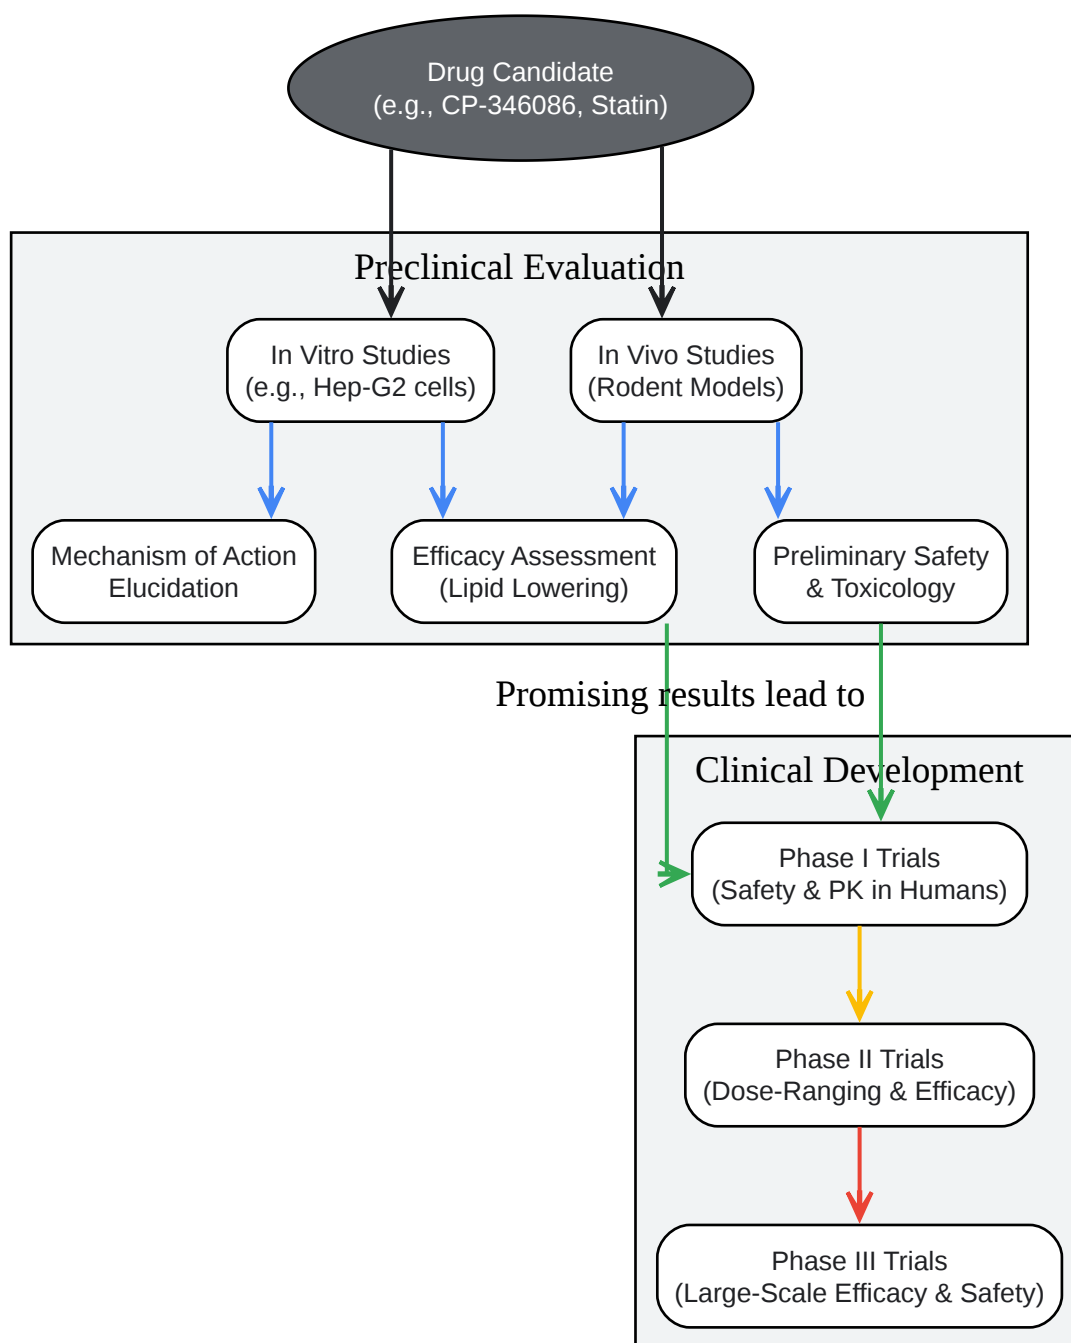 Drug Candidate
(e.g., CP-346086, Statin)
Preclinical Evaluation
In Vitro Studies
(e.g., Hep-G2 cells)
In Vivo Studies
(Rodent Models)
Mechanism of Action
Elucidation
Efficacy Assessment
(Lipid Lowering)
Preliminary Safety
& Toxicology
Promising results lead to
Clinical Development
Phase I Trials
(Safety & PK in Humans)
Phase II Trials
(Dose-Ranging & Efficacy)
Phase III Trials
(Large-Scale Efficacy & Safety)